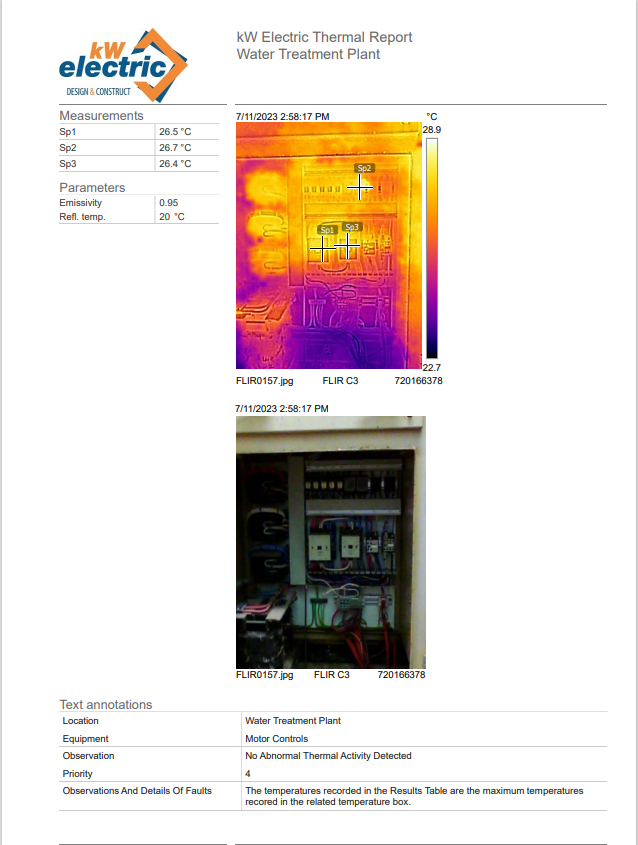 kW
electric
DESIGN & CONSTRUCT
kW Electric Thermal Report
Water Treatment Plant
Measurements
Sp1 26.5 °C
Sp2 26.7 °C
Sp3 26.4 °C
Parameters
Emissivity 0.95
Refl. temp. 20 °C
7/11/2023 2:58:17 PM °C
28.9
Sp2
Sp1 Sp3
22.7
FLIR0157.jpg FLIR C3 720166378
7/11/2023 2:58:17 PM
FLIR0157.jpg FLIR C3 720166378
Text annotations
Location Water Treatment Plant
Equipment Motor Controls
Observation No Abnormal Thermal Activity Detected
Priority 4
Observations And Details Of Faults The temperatures recorded in the Results Table are the maximum temperatures
recored in the related temperature box.